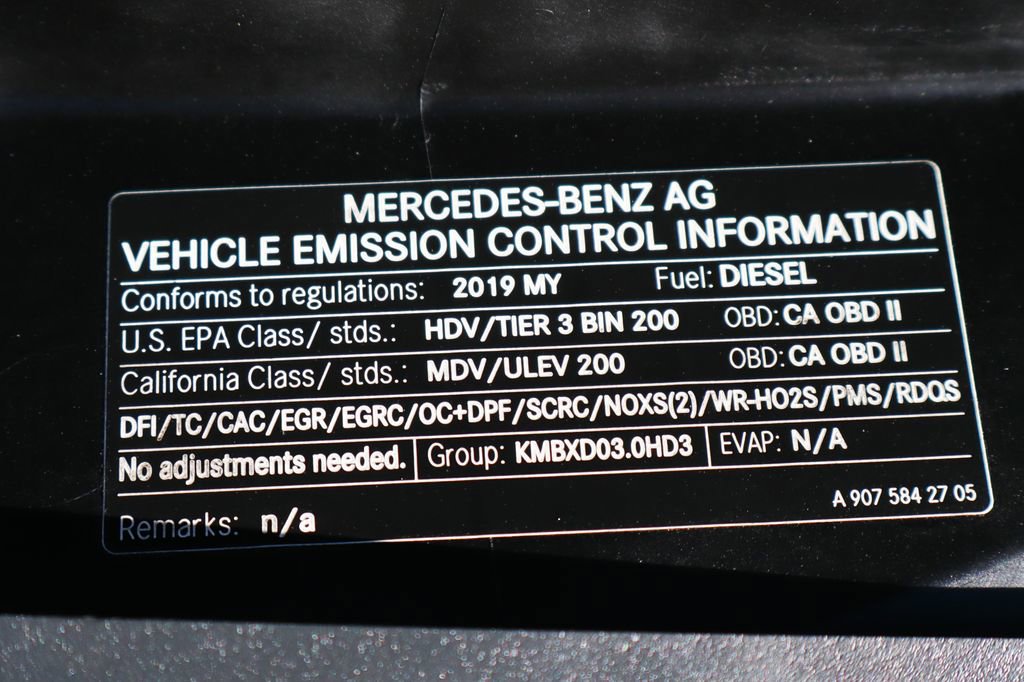 MERCEDES-BENZ AG
VEHICLE EMISSION CONTROL INFORMATION
Conforms to regulations: 2019 MY Fuel: DIESEL
U.S. EPA Class/ stds.: HDV/TIER 3 BIN 200 OBD: CA OBD II
California Class/ stds.: MDV/ULEV 200 OBD: CA OBD II
DFI/TC/CAC/EGR/EGRC/OC+DPF/SCRC/NOXS(2)/WR-HO2S/PMS/RDQS
No adjustments needed. Group: KMBXD03.0HD3 EVAP: N/A
A 907 584 27 05
Remarks: n/a